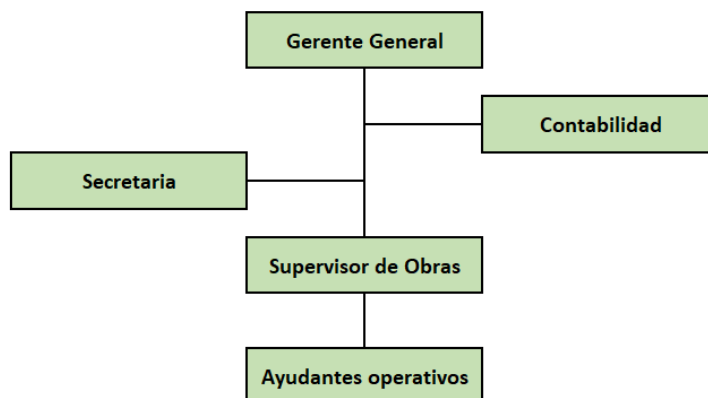 Gerente General
Contabilidad
Secretaria
Supervisor de Obras
Ayudantes operativos